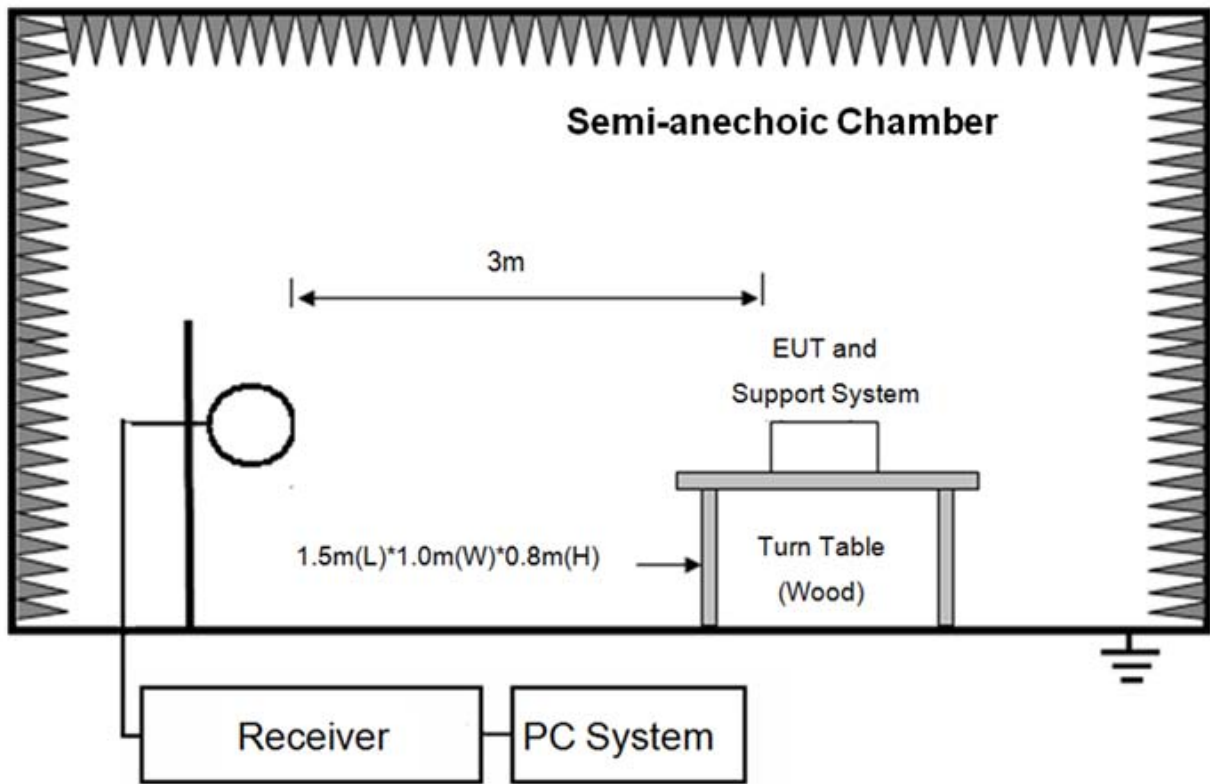 Semi-anechoic Chamber
3m
EUT and
Support System
1.5m(L)*1.0m(W)*0.8m(H)
Turn Table
(Wood)
Receiver
PC System